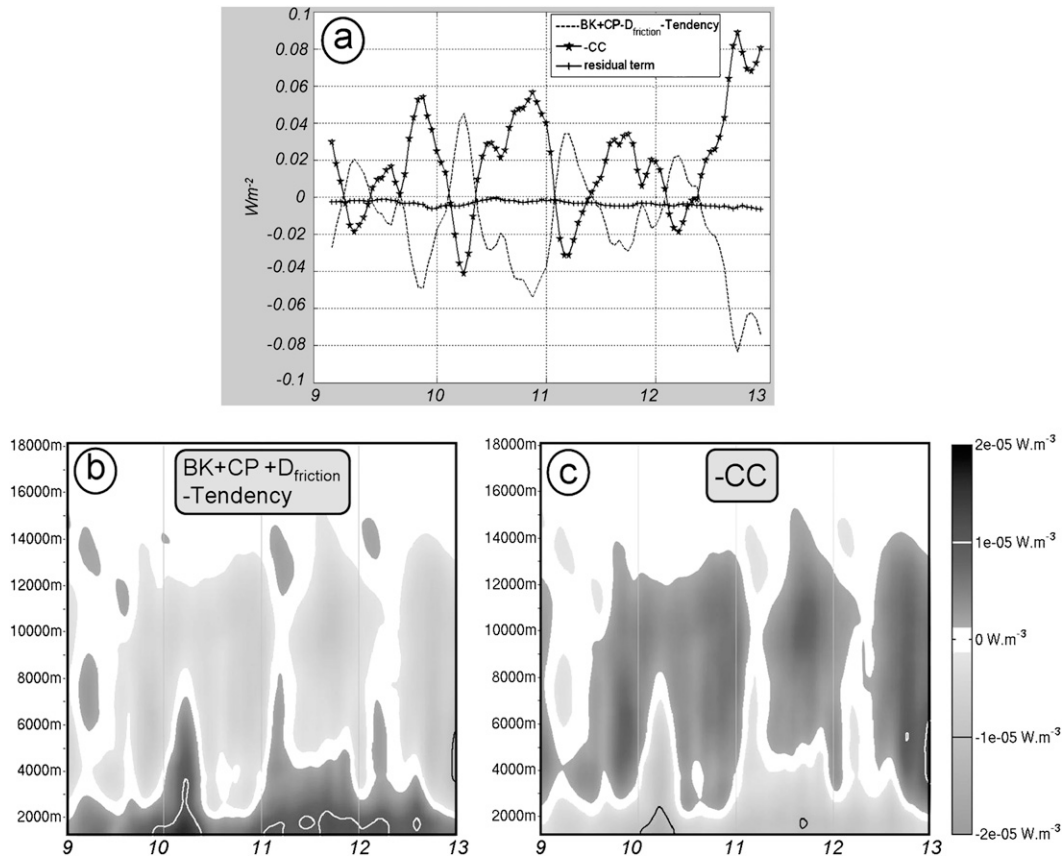 a
BK+CP-Dfriction-Tendency
-CC
residual term
0.1
0.08
0.06
0.04
0.02
0
-0.02
-0.04
-0.06
-0.08
-0.1
Wm-2
9 10 11 12 13
b
BK+CP +Dfriction
-Tendency
18000m
16000m
14000m
12000m
10000m
8000m
6000m
4000m
2000m
9 10 11 12 13
c
-CC
18000m
16000m
14000m
12000m
10000m
8000m
6000m
4000m
2000m
9 10 11 12 13
2e-05 W.m-3
1e-05 W.m-3
0 W.m-3
-1e-05 W.m-3
-2e-05 W.m-3